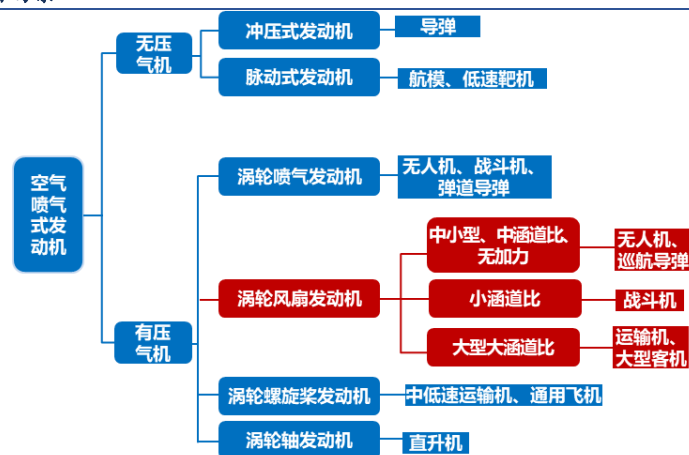 空气
喷气
式发
动机
无压
气机
冲压式发动机
导弹
脉动式发动机
航模、低速靶机
有压
气机
涡轮喷气发动机
无人机、战斗机、
弹道导弹
涡轮风扇发动机
中小型、中涵道比、
无加力
无人机、
巡航导弹
小涵道比
战斗机
大型大涵道比
运输机、
大型客机
涡轮螺旋桨发动机
中低速运输机、通用飞机
涡轮轴发动机
直升机